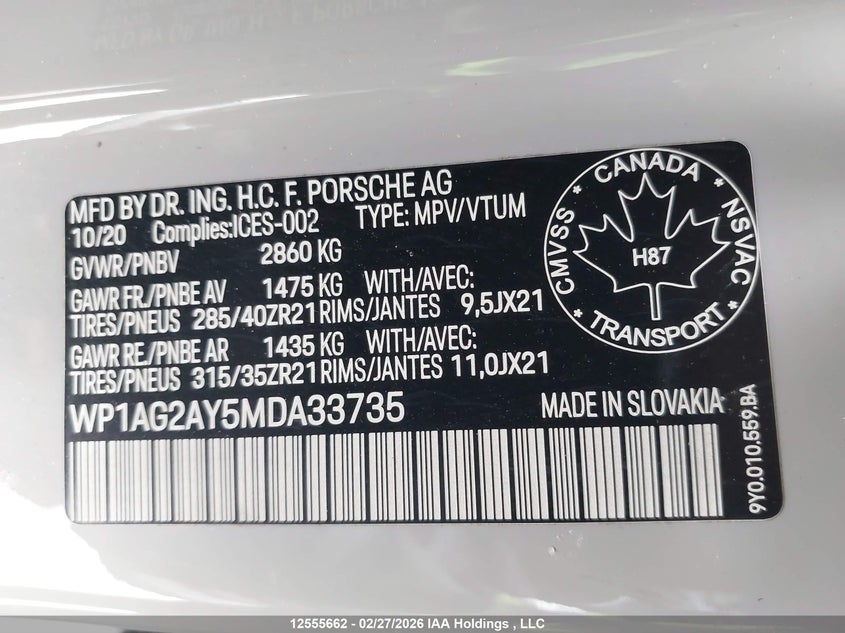 MFD BY DR. ING. H.C. F. PORSCHE AG
10/20 Complies:ICES-002 TYPE: MPV/VTUM
GVWR/PNBV 2860 KG
GAWR FR./PNBE AV 1475 KG WITH/AVEC:
TIRES/PNEUS 285/40ZR21 RIMS/JANTES 9,5JX21
GAWR RE./PNBE AR 1435 KG WITH/AVEC:
TIRES/PNEUS 315/35ZR21 RIMS/JANTES 11,0JX21
WP1AG2AY5MDA33735 MADE IN SLOVAKIA
CANADA
CMVSS
NSVAC
H87
TRANSPORT
9Y0.010.559.BA
12555662 - 02/27/2026 IAA Holdings , LLC